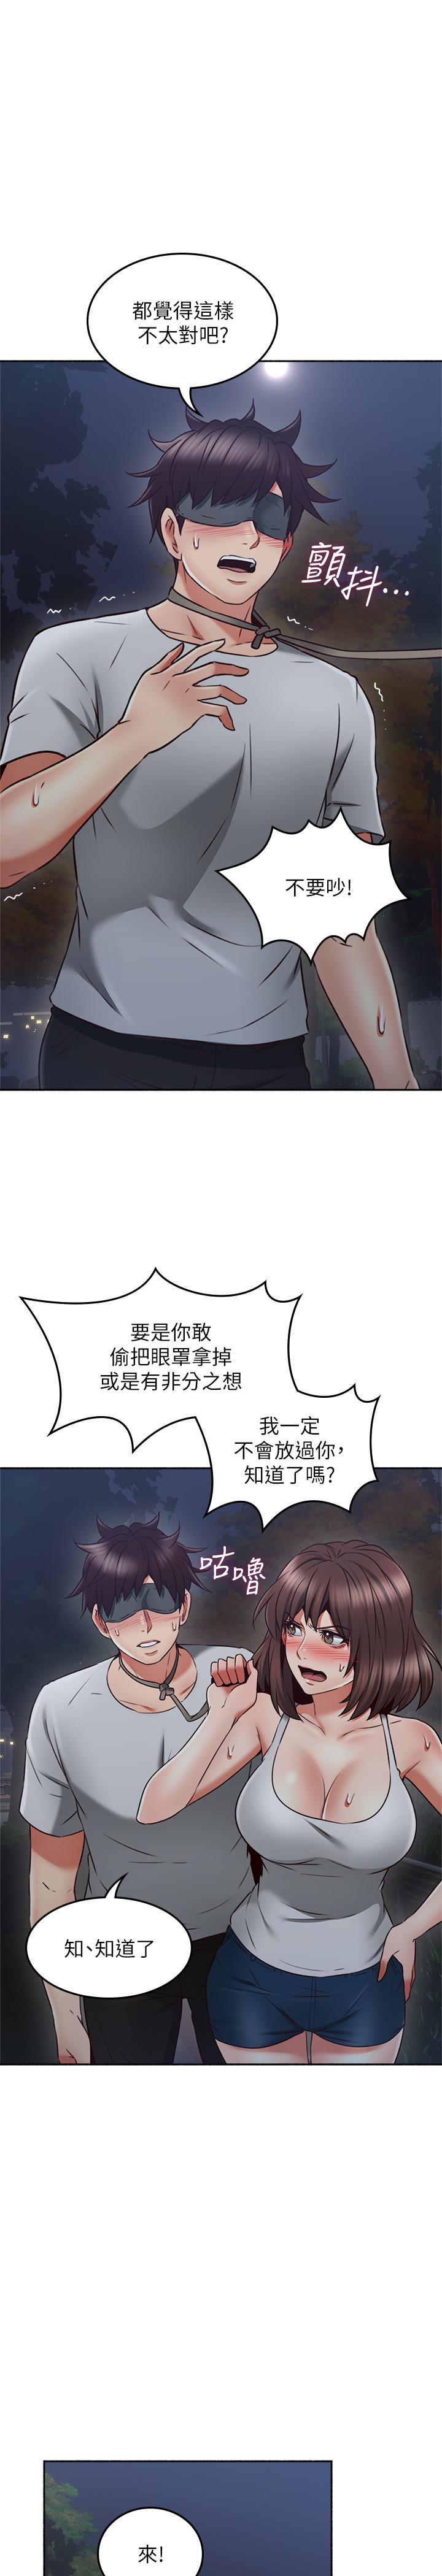 都覺得這樣
不太對吧?
顫抖...
不要吵!
要是你敢
偷把眼罩拿掉
或是有非分之想
我一定
不會放過你,
知道了嗎?
咕嚕
知、知道了
來!